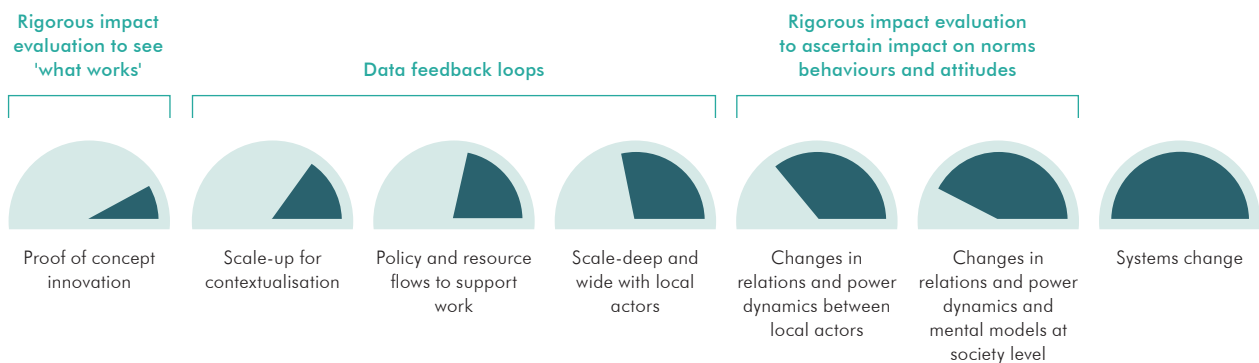 Rigorous impact
evaluation to see
'what works'
Data feedback loops
Rigorous impact evaluation
to ascertain impact on norms
behaviours and attitudes
Proof of concept
innovation
Scale-up for
contextualisation
Policy and resource
flows to support
work
Scale-deep and
wide with local
actors
Changes in
relations and power
dynamics between
local actors
Changes in
relations and power
dynamics and
mental models at
society level
Systems change